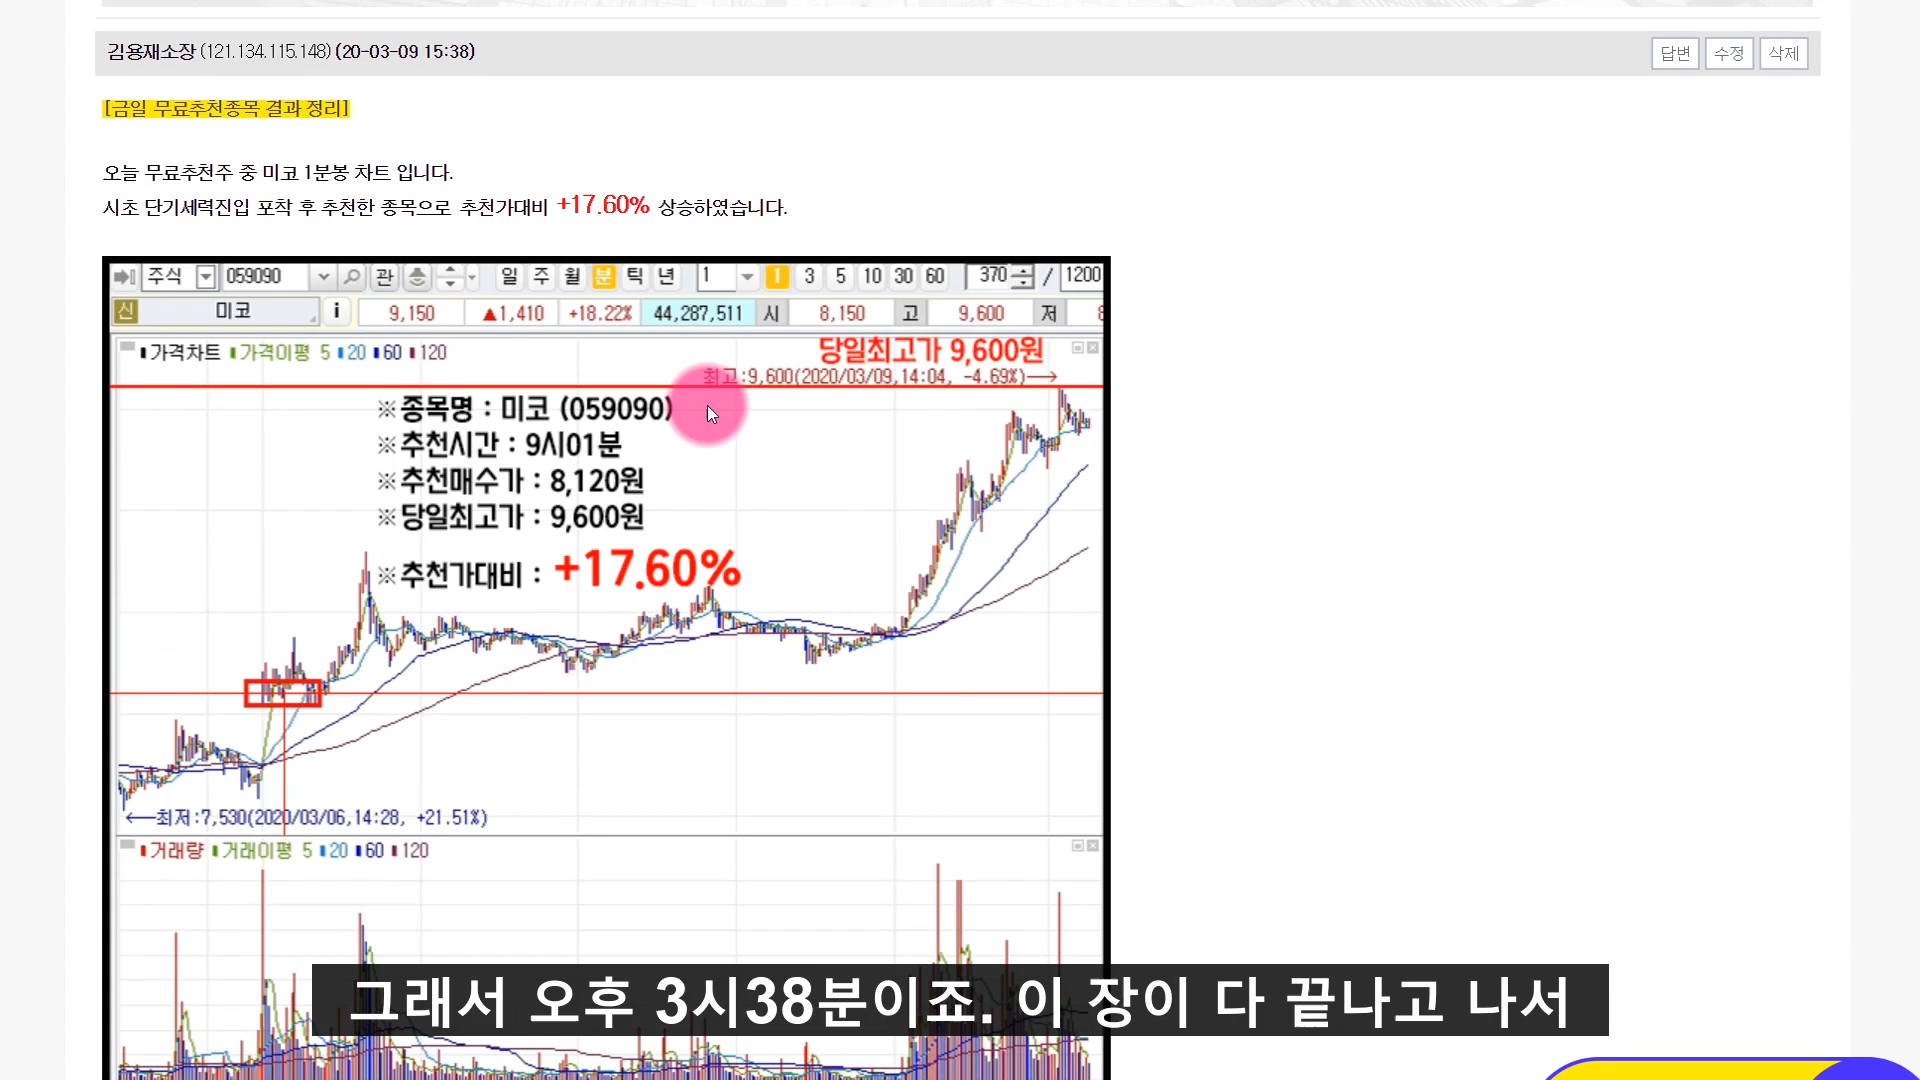 김용재소장 (121.134.115.148) (20-03-09 15:38)
답변 수정 삭제
[금일 무료추천종목 결과 정리]
오늘 무료추천주 중 미코 1분봉 차트 입니다.
시초 단기세력진입 포착 후 추천한 종목으로 추천가대비 +17.60% 상승하였습니다.
주식 059090 관 일 주 월 분 틱 년 1 1 3 5 10 30 60 370 / 1200
신 미코 i 9,150 ▲1,410 +18.22% 44,287,511 시 8,150 고 9,600 저
가격차트 가격이평 5 20 60 120
당일최고가 9,600원
최고:9,600(2020/03/09,14:04, -4.69%)→
※종목명 : 미코 (059090)
※추천시간 : 9시01분
※추천매수가 : 8,120원
※당일최고가 : 9,600원
※추천가대비 : +17.60%
←최저:7,530(2020/03/06,14:28, +21.51%)
거래량 거래이평 5 20 60 120
그래서 오후 3시38분이죠. 이 장이 다 끝나고 나서